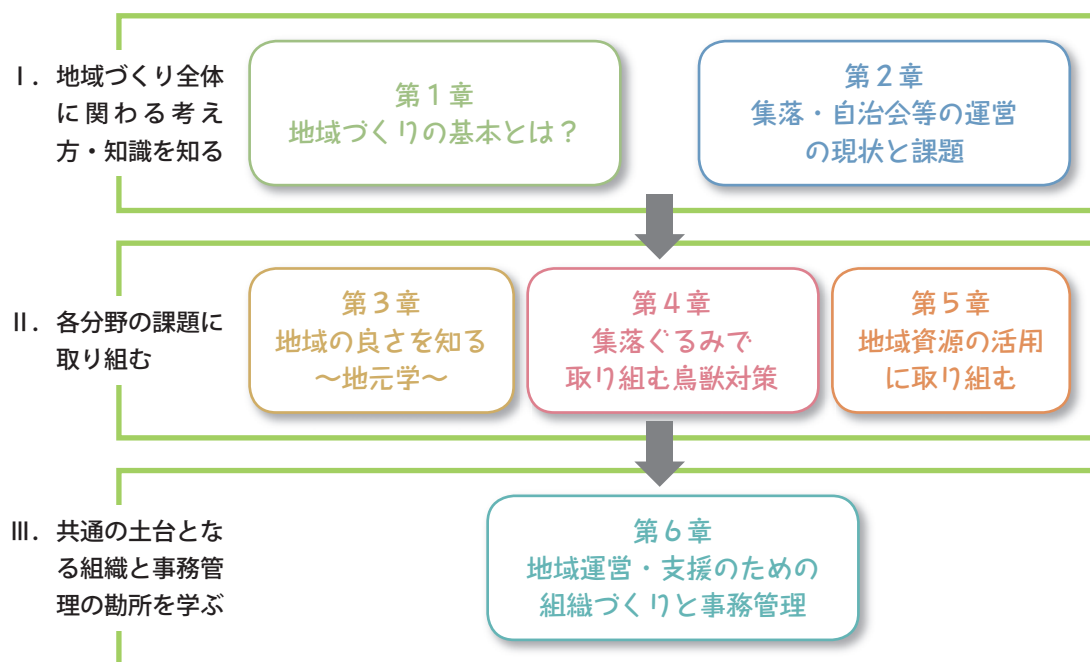 Ⅰ．地域づくり全体
に関わる考え
方・知識を知る
第１章
地域づくりの基本とは？
第２章
集落・自治会等の運営
の現状と課題
Ⅱ．各分野の課題に
取り組む
第３章
地域の良さを知る
～地元学～
第４章
集落ぐるみで
取り組む鳥獣対策
第５章
地域資源の活用
に取り組む
Ⅲ．共通の土台とな
る組織と事務管
理の勘所を学ぶ
第６章
地域運営・支援のための
組織づくりと事務管理